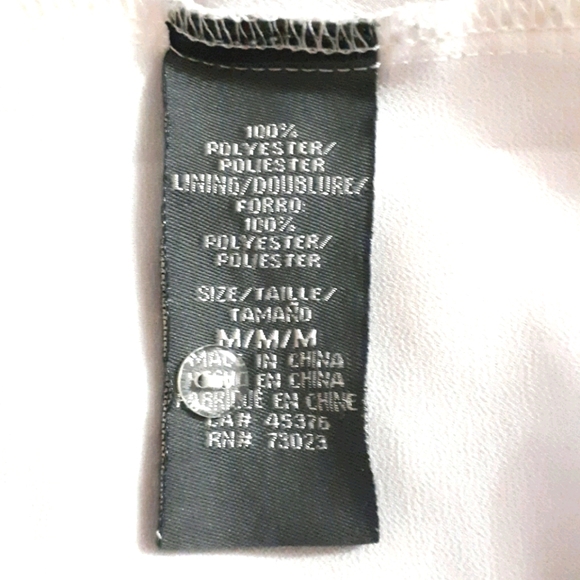 100%
POLYESTER/
POLIESTER
LINING/DOUBLURE/
FORRO:
100%
POLYESTER/
POLIESTER
SIZE/TAILLE/
TAMAÑO
M/M/M
MADE IN CHINA
HECHO EN CHINA
FABRIQUÉ EN CHINE
CA# 45376
RN# 73023